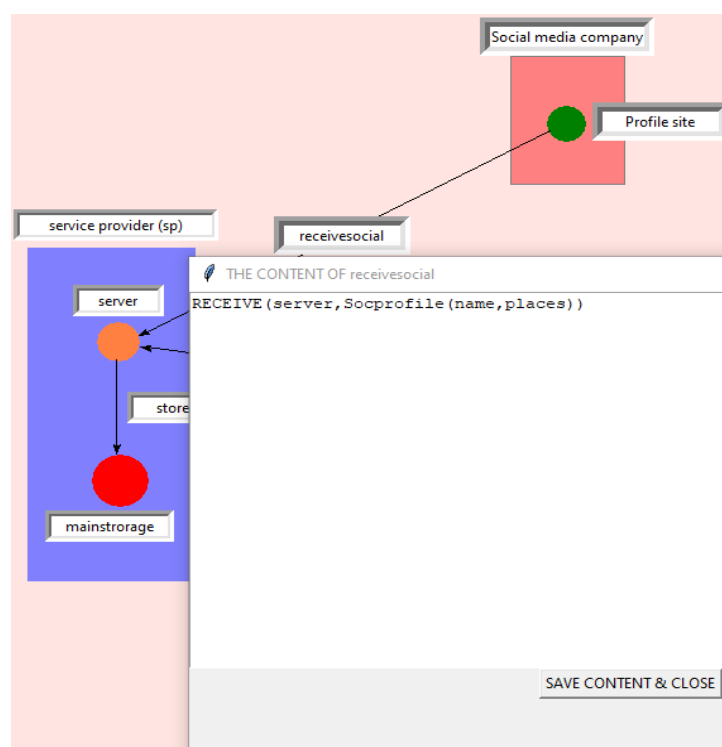 Social media company
Profile site
service provider (sp)
receivesocial
THE CONTENT OF receivesocial
server
RECEIVE(server,Socprofile(name,places))
store
mainstrorage
SAVE CONTENT & CLOSE